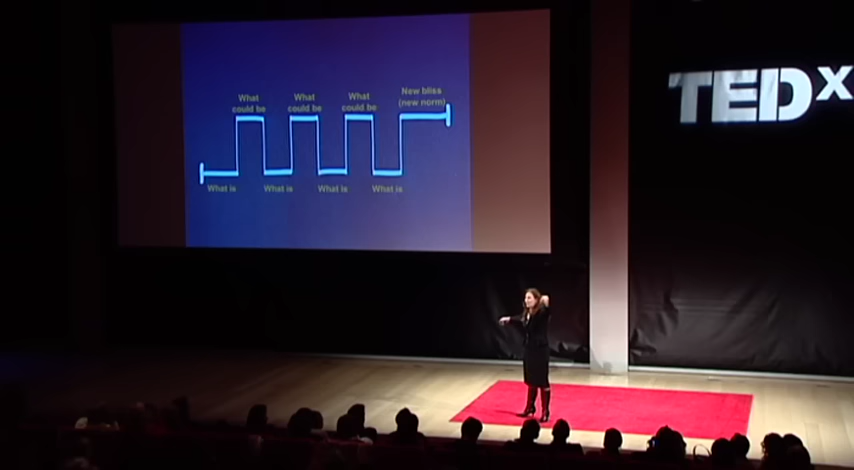 What
could be
What
could be
What
could be
New bliss
(new norm)
What is
What is
What is
What is
TEDx